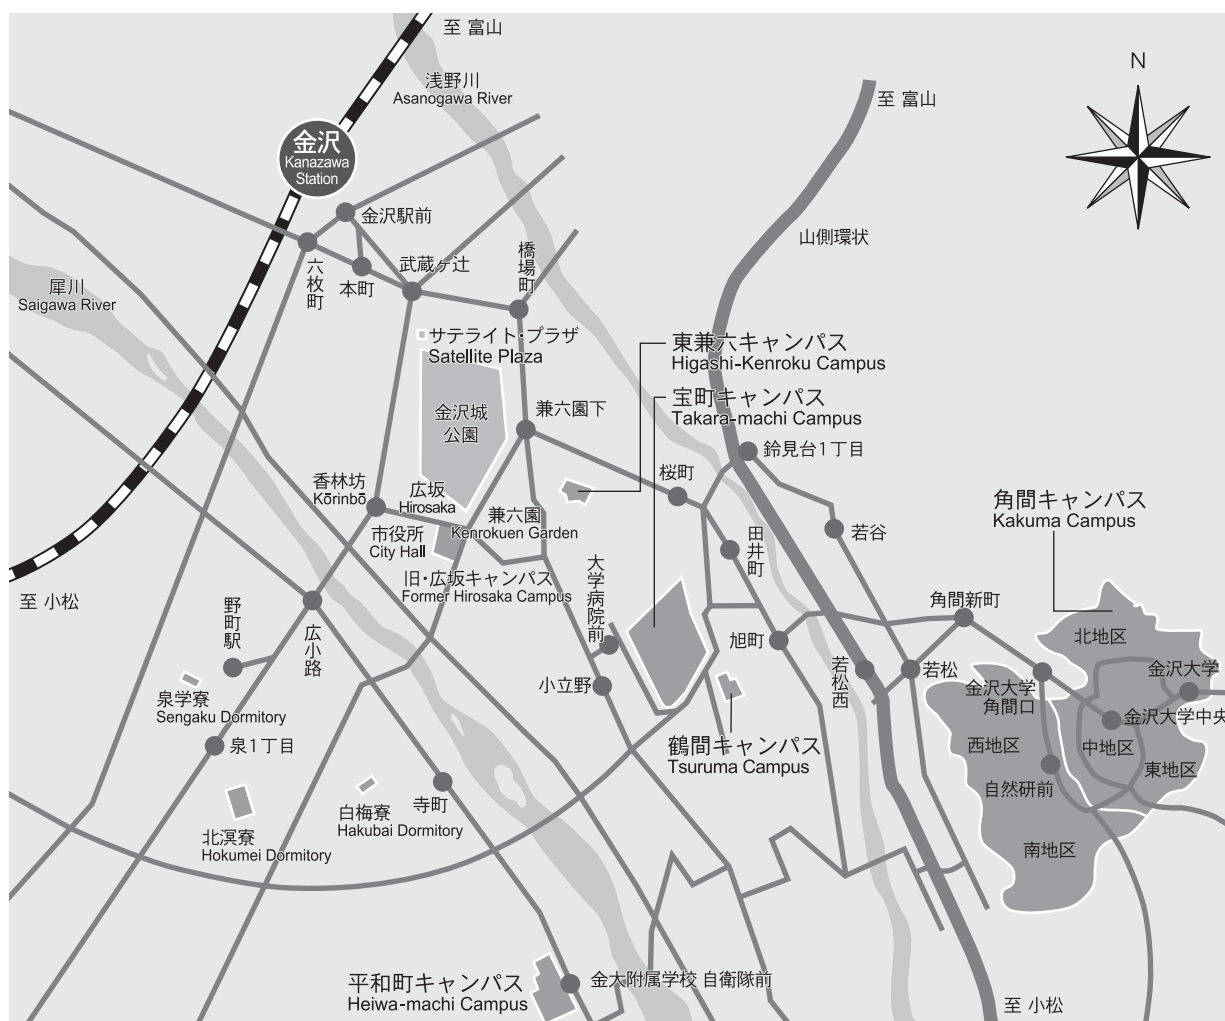 至 富山
N
浅野川
Asanogawa River
至 富山
金沢
Kanazawa
Station
金沢駅前
山側環状
橋場町
武蔵ヶ辻
六枚町
本町
犀川
Saigawa River
サテライト・プラザ
Satellite Plaza
東兼六キャンパス
Higashi-Kenroku Campus
宝町キャンパス
Takara-machi Campus
金沢城
公園
兼六園下
鈴見台1丁目
桜町
香林坊
Kōrinbō
広坂
Hirosaka
角間キャンパス
Kakuma Campus
兼六園
Kenrokuen Garden
市役所
City Hall
田井町
若谷
大学病院前
旧・広坂キャンパス
Former Hirosaka Campus
至 小松
野町駅
広小路
角間新町
北地区
旭町
若松西
若松
金沢大学
金沢大学
角間口
小立野
泉学寮
Sengaku Dormitory
金沢大学中央
泉1丁目
鶴間キャンパス
Tsuruma Campus
西地区
中地区
東地区
自然研前
白梅寮
Hakubai Dormitory
寺町
北溟寮
Hokumei Dormitory
南地区
平和町キャンパス
Heiwa-machi Campus
金大附属学校 自衛隊前
至 小松